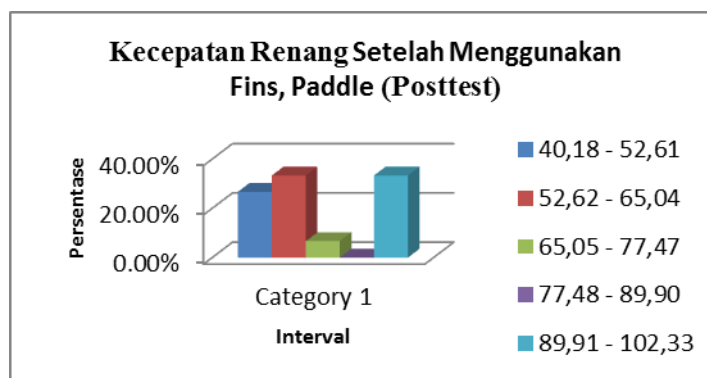 Kecepatan Renang Setelah Menggunakan
Fins, Paddle (Posttest)
Persentase
40.00%
20.00%
0.00%
Category 1
Interval
40,18 - 52,61
52,62 - 65,04
65,05 - 77,47
77,48 - 89,90
89,91 - 102,33